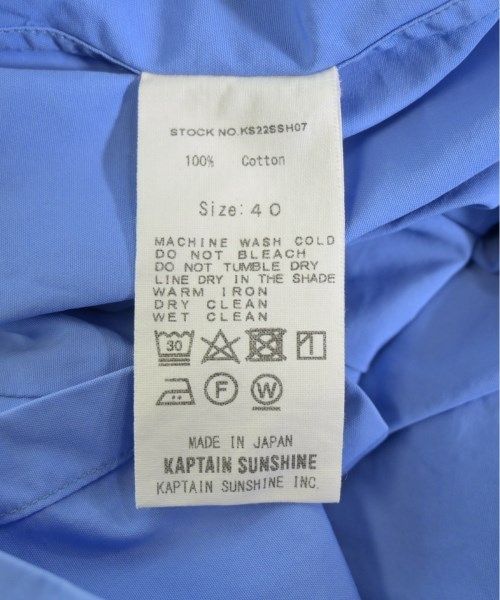 STOCK NO.KS22SSH07
100% Cotton
Size: 40
MACHINE WASH COLD
DO NOT BLEACH
DO NOT TUMBLE DRY
LINE DRY IN THE SHADE
WARM IRON
DRY CLEAN
WET CLEAN
30
F W
MADE IN JAPAN
KAPTAIN SUNSHINE
KAPTAIN SUNSHINE INC.